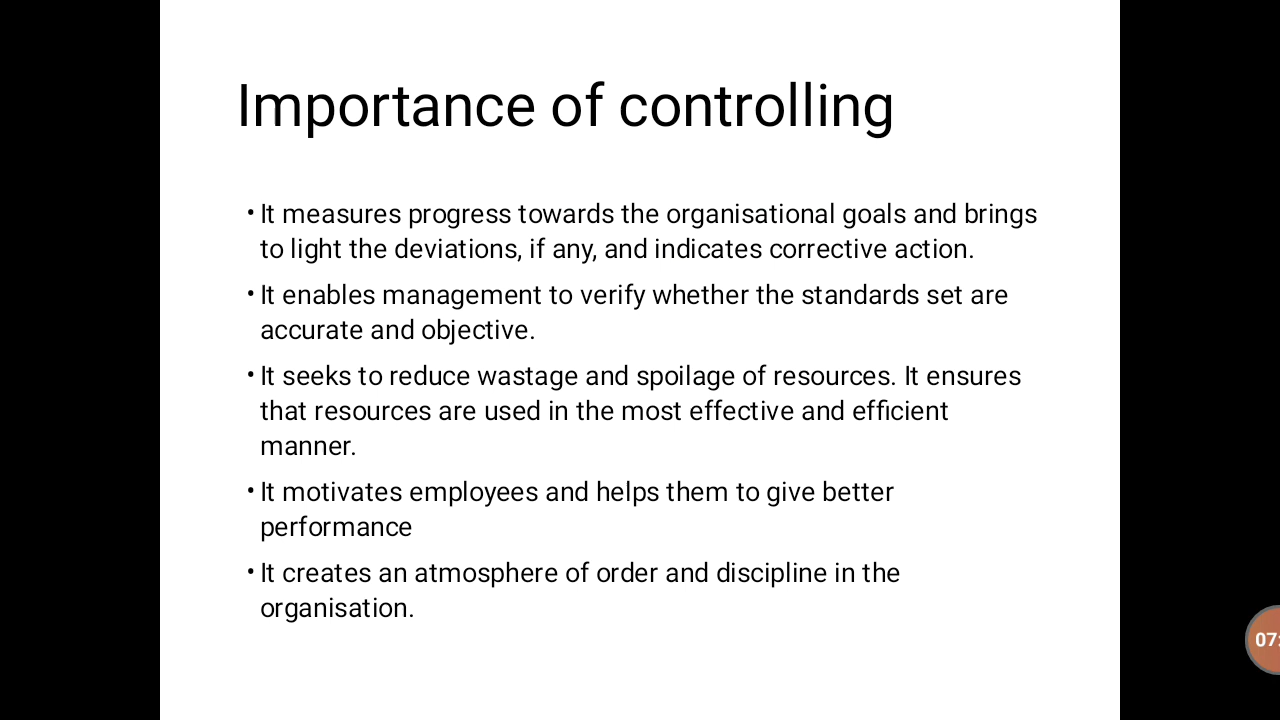 Importance of controlling
• It measures progress towards the organisational goals and brings
to light the deviations, if any, and indicates corrective action.
• It enables management to verify whether the standards set are
accurate and objective.
• It seeks to reduce wastage and spoilage of resources. It ensures
that resources are used in the most effective and efficient
manner.
• It motivates employees and helps them to give better
performance
• It creates an atmosphere of order and discipline in the
organisation.
07: